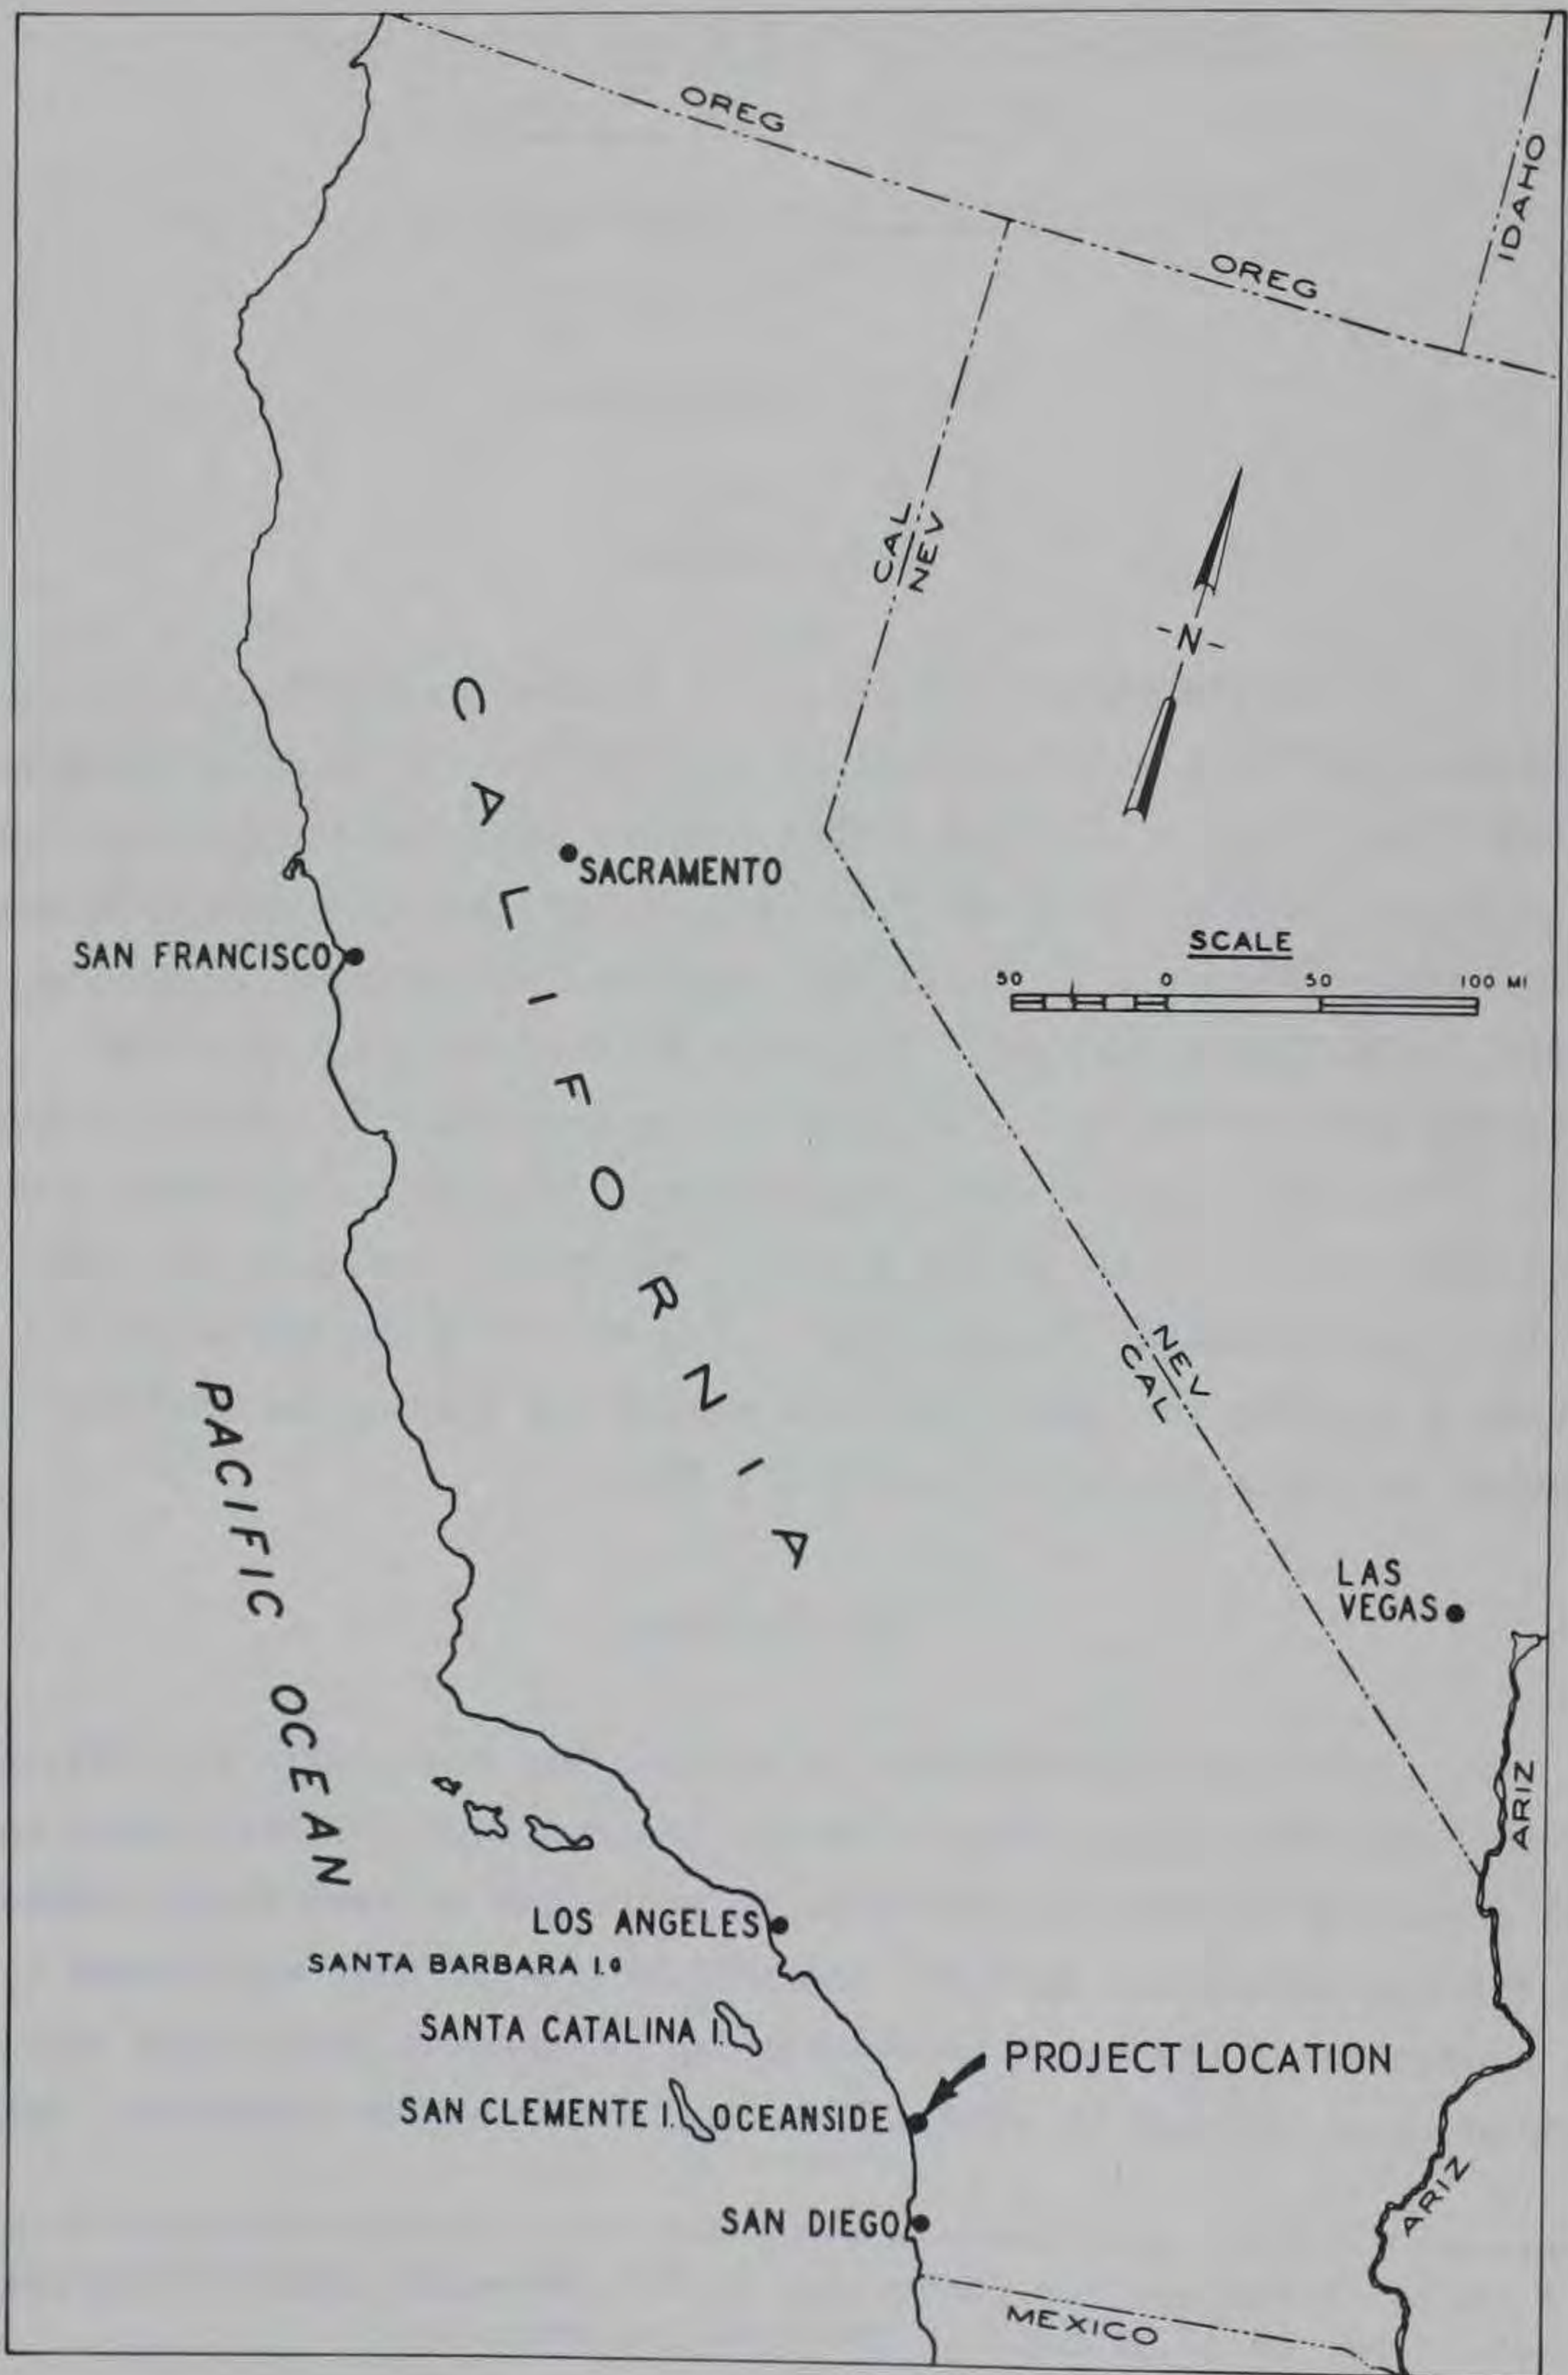 OREG
IDAHO
OREG
CAL
NEV
-N-
CALIFORNIA
SACRAMENTO
SAN FRANCISCO
SCALE
50 0 50 100 MI
NEV
CAL
PACIFIC OCEAN
LAS
VEGAS
ARIZ
LOS ANGELES
SANTA BARBARA I.
SANTA CATALINA I.
PROJECT LOCATION
SAN CLEMENTE I.
OCEANSIDE
ARIZ
SAN DIEGO
MEXICO